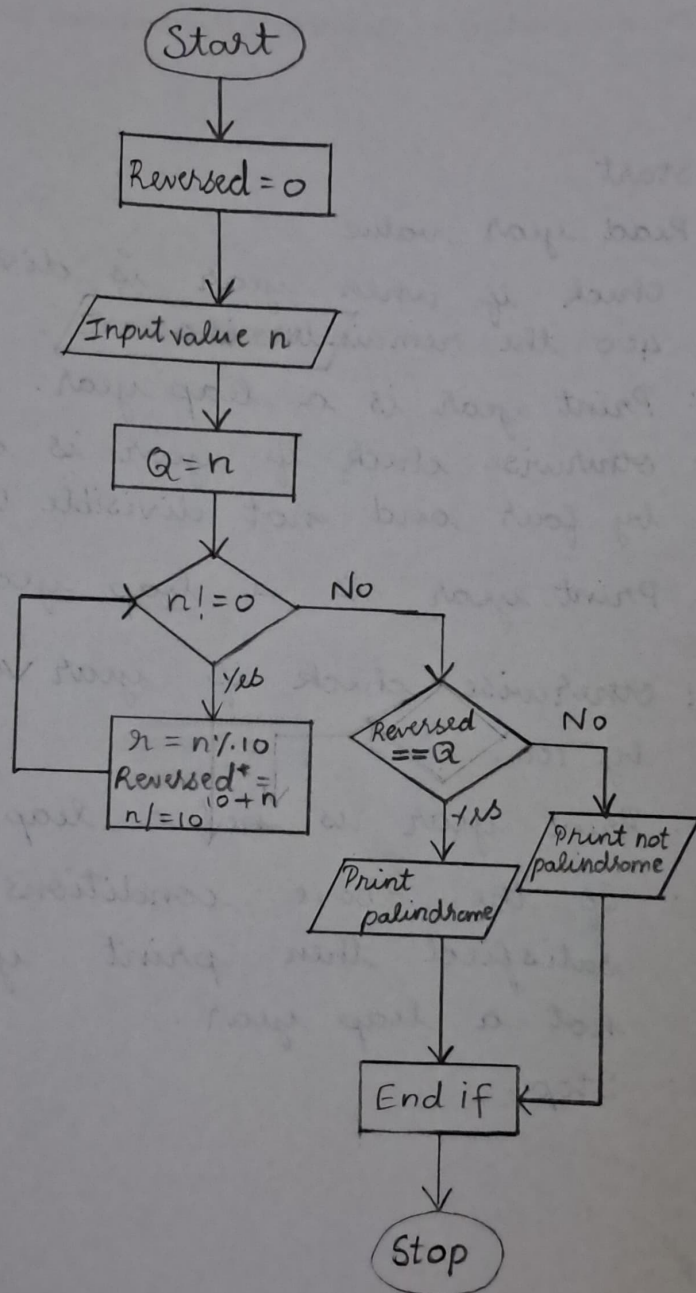 Start
Reversed = 0
Input value n
Q = n
n! = 0
No
Yes
r = n%10
Reversed* =
10 + n
n/=10
Reversed
== Q
No
Yes
Print
palindrome
Print not
palindrome
End if
Stop